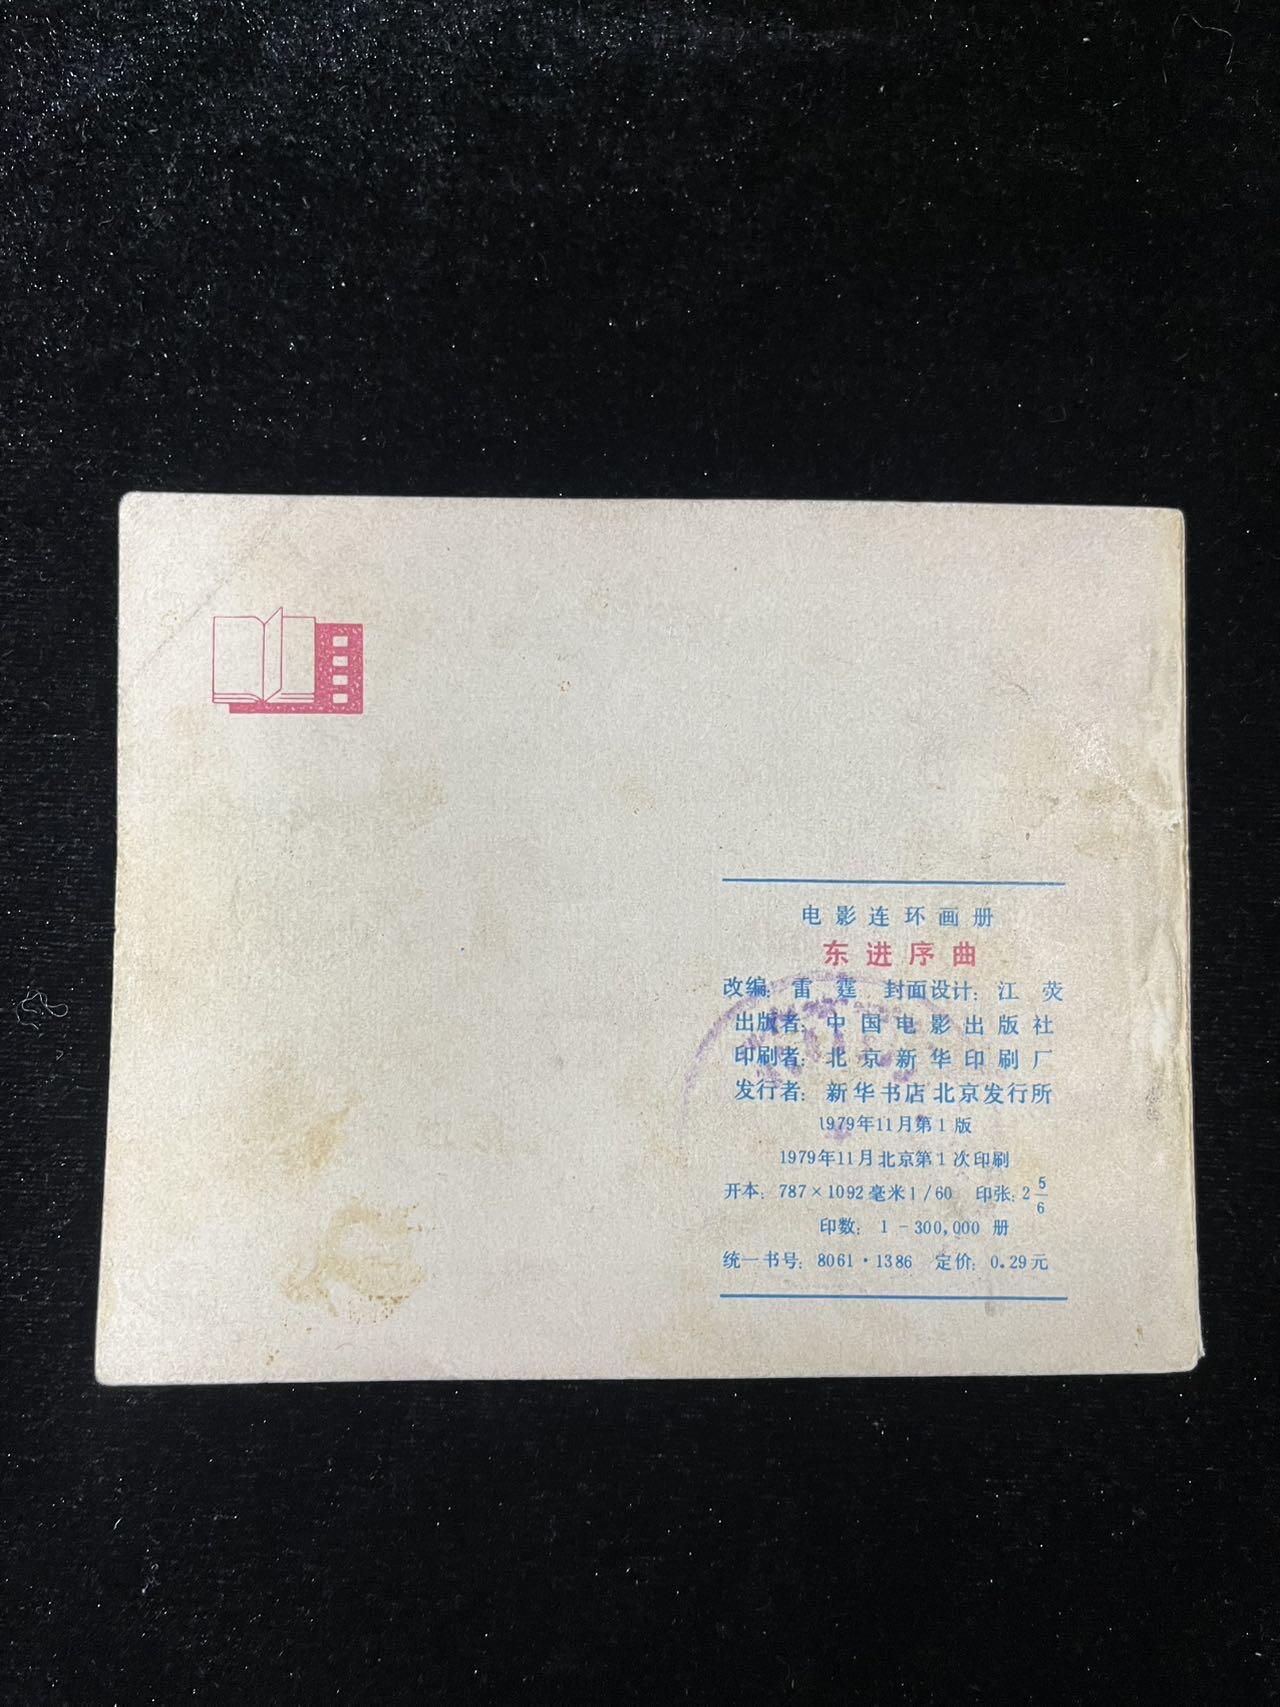 电影连环画册
东进序曲
改编：雷霆 封面设计：江荧
出版者：中国电影出版社
印刷者：北京新华印刷厂
发行者：新华书店北京发行所
1979年11月第1版
1979年11月北京第1次印刷
开本：787×1092毫米1/60 印张：2 5/6
印数：1－300,000 册
统一书号：8061·1386 定价：0.29元